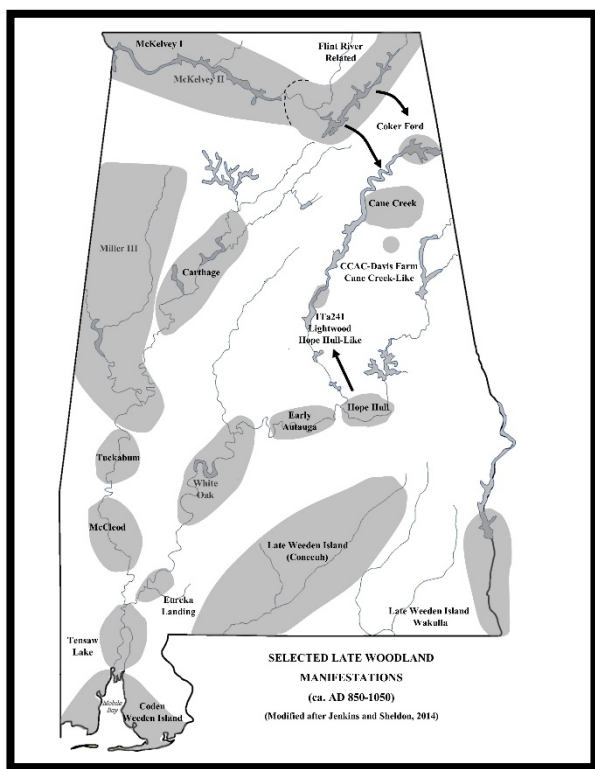 McKelvey I
McKelvey II
Flint River
Related
Coker Ford
Cane Creek
Miller III
Carthage
CCAC-Davis Farm
Cane Creek-Like
1Ta241
Lightwood
Hope Hull-Like
Hope Hull
Early
Autauga
Tuckabum
White
Oak
McCleod
Late Weeden Island
(Conecuh)
Eureka
Landing
Late Weeden Island
Wakulla
Tensaw
Lake
Mobile
Bay
Coden
Weeden Island
SELECTED LATE WOODLAND
MANIFESTATIONS
(ca. AD 850-1050)
(Modified after Jenkins and Sheldon, 2014)